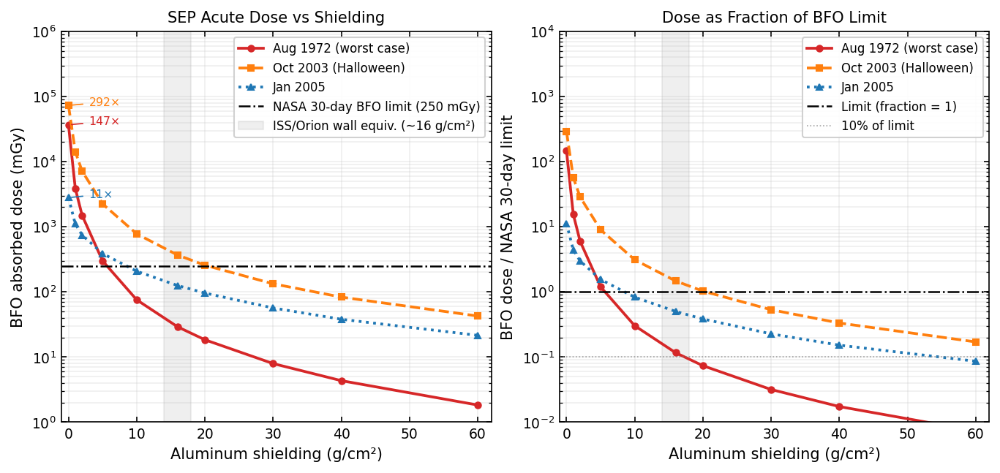 SEP Acute Dose vs Shielding
10⁶
10⁵
10⁴
10³
10²
10¹
10⁰
BFO absorbed dose (mGy)
292×
147×
11×
Aug 1972 (worst case)
Oct 2003 (Halloween)
Jan 2005
NASA 30-day BFO limit (250 mGy)
ISS/Orion wall equiv. (~16 g/cm²)
0 10 20 30 40 50 60
Aluminum shielding (g/cm²)
Dose as Fraction of BFO Limit
10⁴
10³
10²
10¹
10⁰
10⁻¹
10⁻²
BFO dose / NASA 30-day limit
Aug 1972 (worst case)
Oct 2003 (Halloween)
Jan 2005
Limit (fraction = 1)
10% of limit
0 10 20 30 40 50 60
Aluminum shielding (g/cm²)